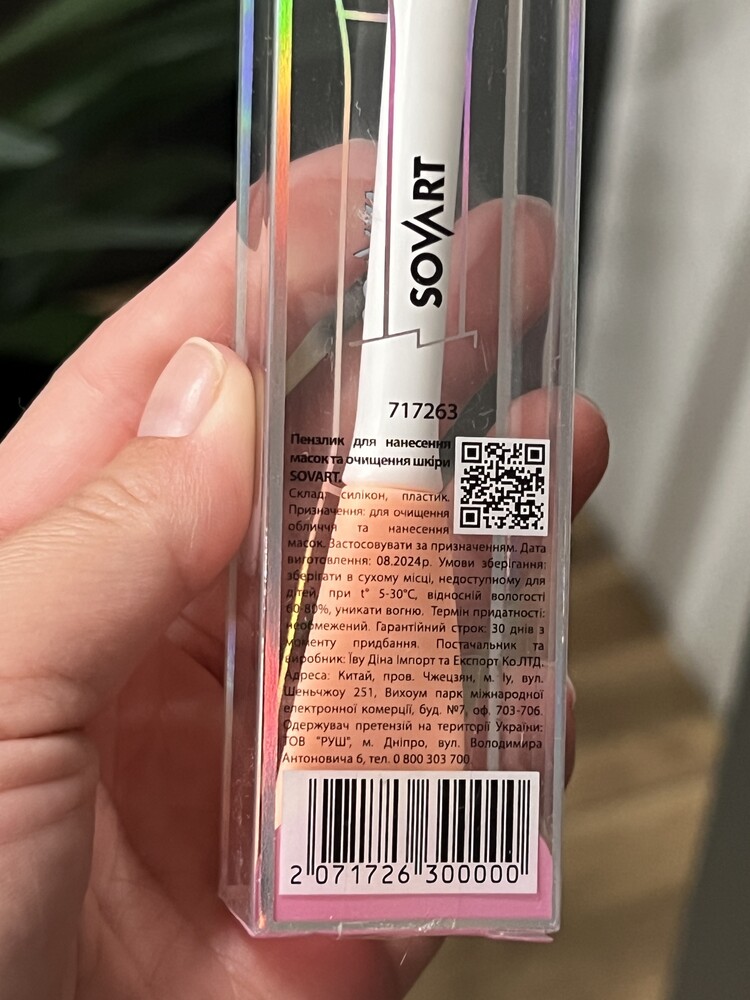 SOVART
717263
Пензлик для нанесення
масок та очищення шкіри
SOVART.
Склад: силікон, пластик.
Призначення: для очищення
обличчя та нанесення
масок. Застосовувати за призначенням. Дата
виготовлення: 08.2024р. Умови зберігання:
зберігати в сухому місці, недоступному для
дітей, при t° 5-30°C, відносній вологості
60-80%, уникати вогню. Термін придатності:
необмежений. Гарантійний строк: 30 днів з
моменту придбання. Постачальник та
виробник: Їву Діна Імпорт та Експорт Ко.ЛТД.
Адреса: Китай, пров. Чжецзян, м. Іу, вул.
Шеньчжоу 251, Вихоум парк міжнародної
електронної комерції, буд. №7, оф. 703-706.
Одержувач претензій на території України:
ТОВ "РУШ", м. Дніпро, вул. Володимира
Антоновича 6, тел. 0 800 303 700.
2 071726 300000